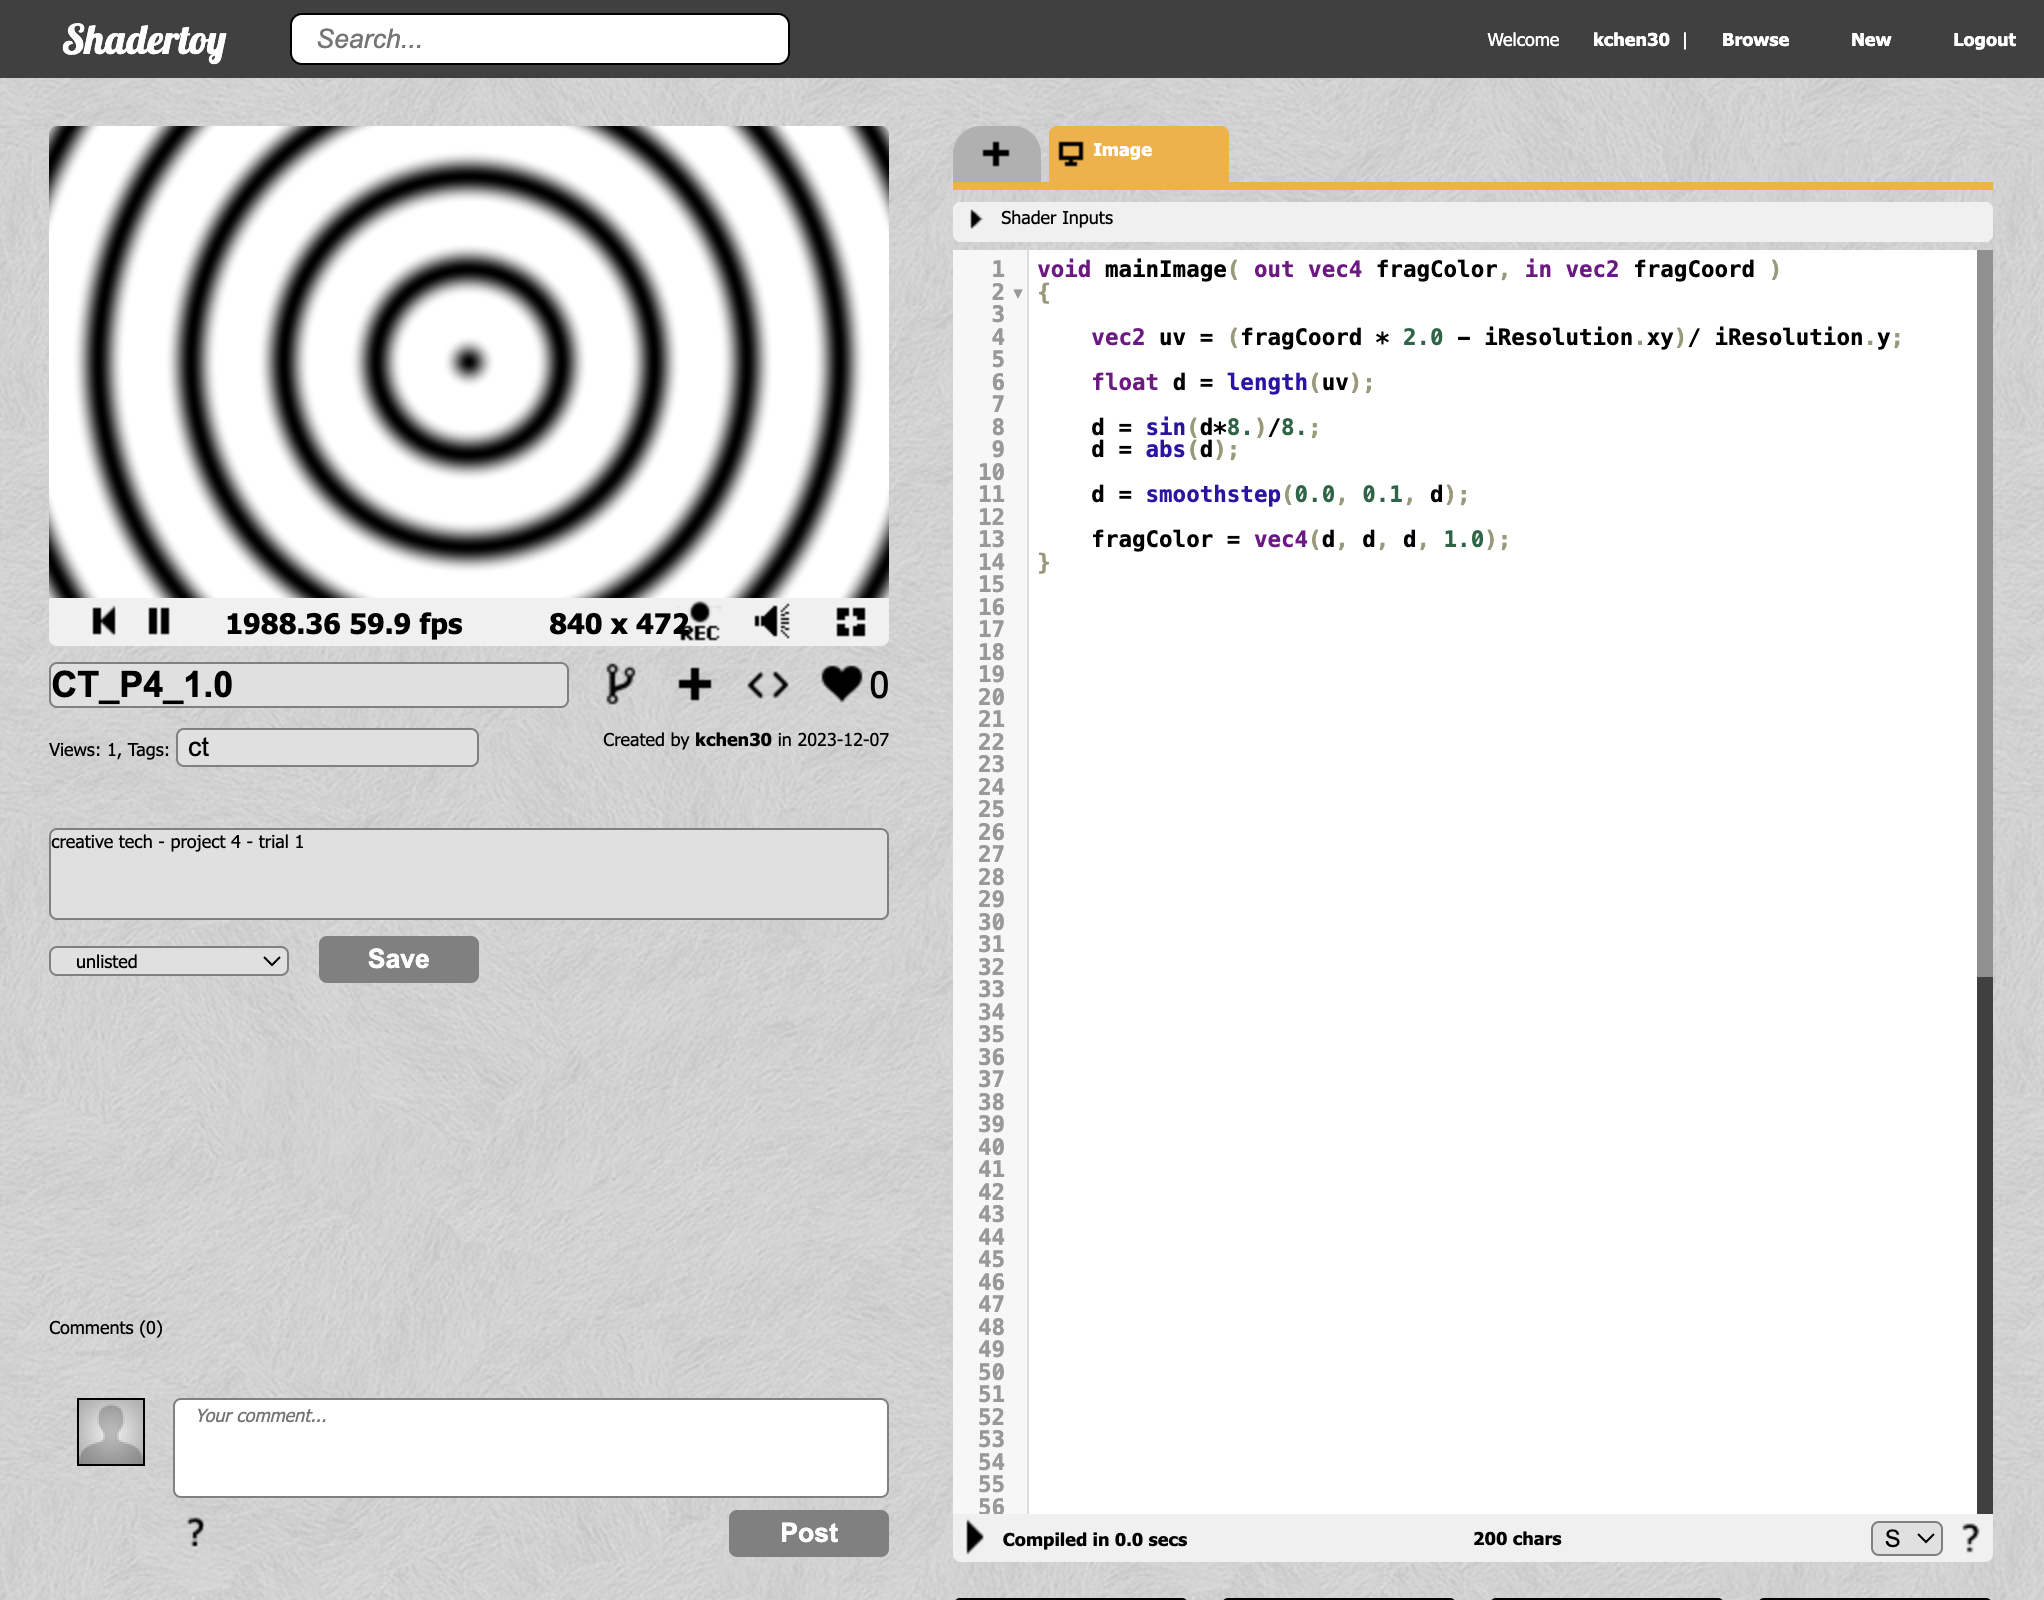 Shadertoy
Search...
Welcome kchen30 | Browse New Logout
Image
Shader Inputs
1 void mainImage( out vec4 fragColor, in vec2 fragCoord )
2 {
3
4 vec2 uv = (fragCoord * 2.0 - iResolution.xy)/ iResolution.y;
5
6 float d = length(uv);
7
8 d = sin(d*8.)/8.;
9 d = abs(d);
10
11 d = smoothstep(0.0, 0.1, d);
12
13 fragColor = vec4(d, d, d, 1.0);
14 }
15
16
17
18
19
20
21
22
23
24
25
26
27
28
29
30
31
32
33
34
35
36
37
38
39
40
41
42
43
44
45
46
47
48
49
50
51
52
53
54
55
56
Compiled in 0.0 secs 200 chars S ?
1988.36 59.9 fps 840 x 472 REC
CT_P4_1.0
0
Views: 1, Tags: ct
Created by kchen30 in 2023-12-07
creative tech - project 4 - trial 1
unlisted Save
Comments (0)
Your comment...
? Post